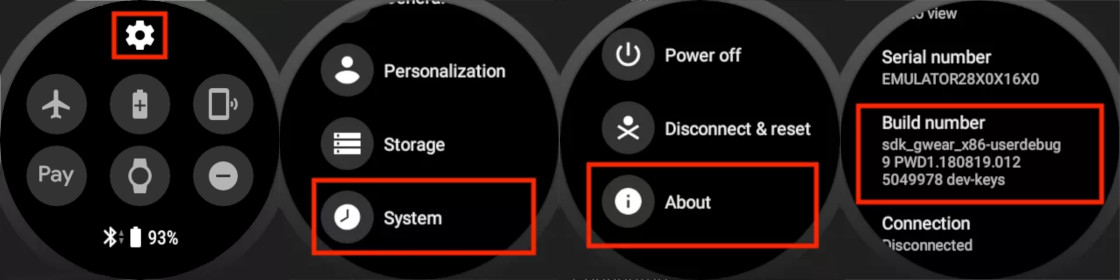 Pay
93%
General
Personalization
Storage
System
Power off
Disconnect & reset
About
to view
Serial number
EMULATOR28X0X16X0
Build number
sdk_gwear_x86-userdebug
9 PWD1.180819.012
5049978 dev-keys
Connection
Disconnected